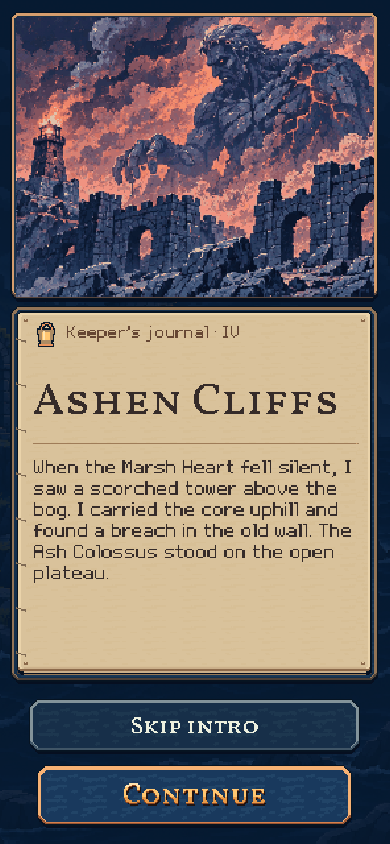 Keeper's journal · IV
Ashen Cliffs
When the Marsh Heart fell silent, I
saw a scorched tower above the
bog. I carried the core uphill and
found a breach in the old wall. The
Ash Colossus stood on the open
plateau.
Skip intro
Continue